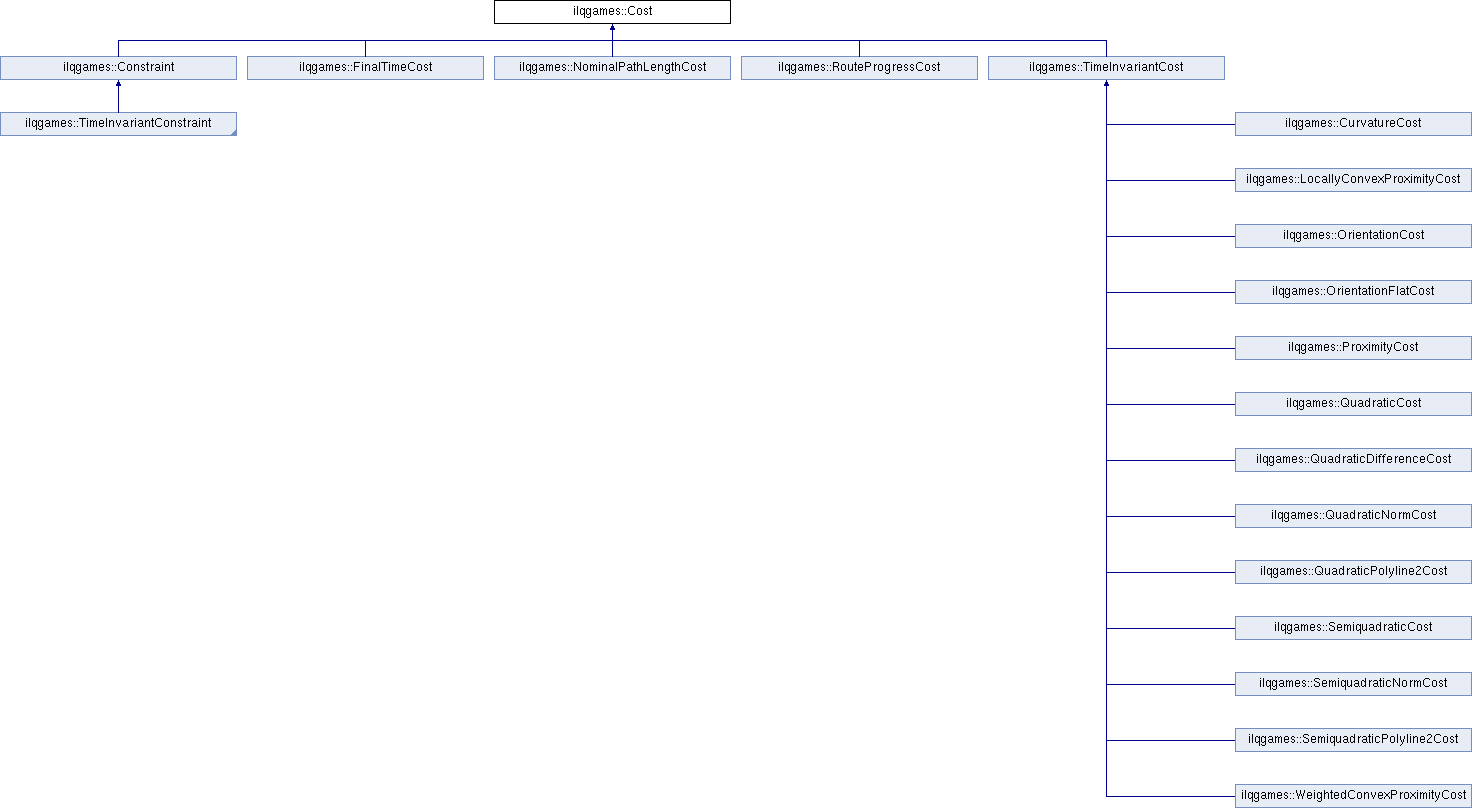 ilqgames::Cost
ilqgames::Constraint
ilqgames::FinalTimeCost
ilqgames::NominalPathLengthCost
ilqgames::RouteProgressCost
ilqgames::TimeInvariantCost
ilqgames::TimeInvariantConstraint
ilqgames::CurvatureCost
ilqgames::LocallyConvexProximityCost
ilqgames::OrientationCost
ilqgames::OrientationFlatCost
ilqgames::ProximityCost
ilqgames::QuadraticCost
ilqgames::QuadraticDifferenceCost
ilqgames::QuadraticNormCost
ilqgames::QuadraticPolyline2Cost
ilqgames::SemiquadraticCost
ilqgames::SemiquadraticNormCost
ilqgames::SemiquadraticPolyline2Cost
ilqgames::WeightedConvexProximityCost